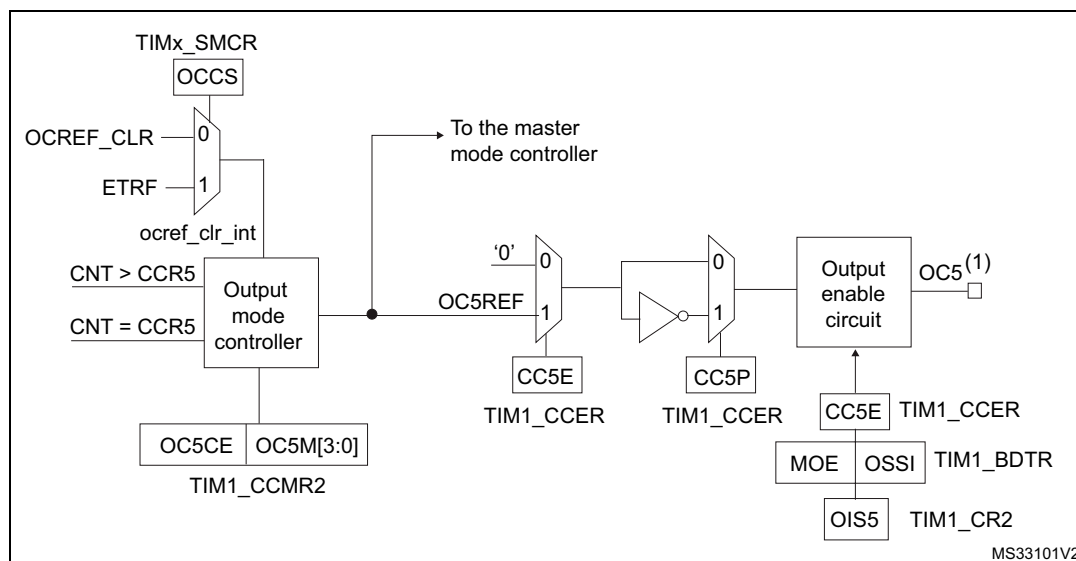 TIMx_SMCR
OCCS
OCREF_CLR
0
ETRF
1
ocref_clr_int
To the master
mode controller
CNT > CCR5
CNT = CCR5
Output
mode
controller
OC5CE
OC5M[3:0]
TIM1_CCMR2
'0'
0
OC5REF
1
CC5E
TIM1_CCER
0
1
CC5P
TIM1_CCER
Output
enable
circuit
OC5 (1)
CC5E
TIM1_CCER
MOE
OSSI
TIM1_BDTR
OIS5
TIM1_CR2
MS33101V2